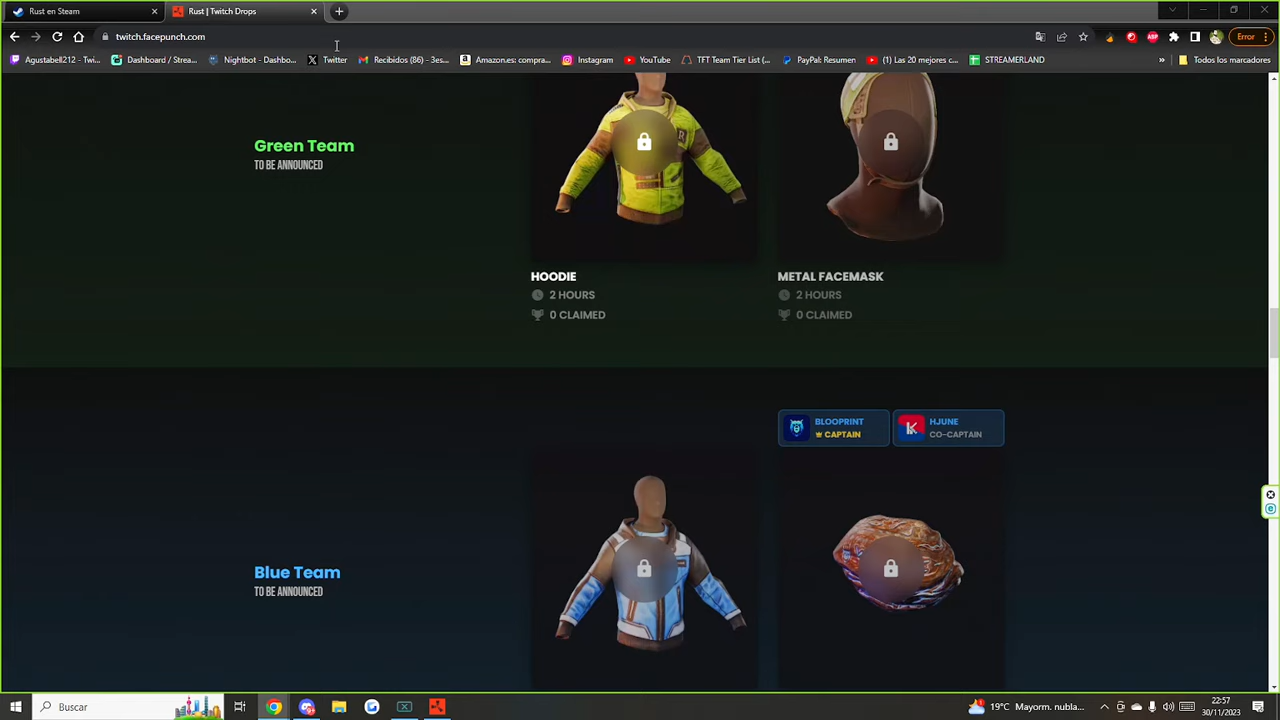 Rust en Steam
Rust | Twitch Drops
twitch.facepunch.com
Error
Agustabell212 - Twi...
Dashboard / Strea...
Nightbot - Dashbo...
Twitter
Recibidos (86) - 3es...
Amazon.es: compra...
Instagram
YouTube
TFT Team Tier List (...
PayPal: Resumen
(1) Las 20 mejores c...
STREAMERLAND
»
Todos los marcadores
Green Team
TO BE ANNOUNCED
HOODIE
2 HOURS
0 CLAIMED
METAL FACEMASK
2 HOURS
0 CLAIMED
BLOOPRINT
CAPTAIN
HJUNE
CO-CAPTAIN
Blue Team
TO BE ANNOUNCED
Buscar
19°C Mayorm. nubla...
22:57
30/11/2023